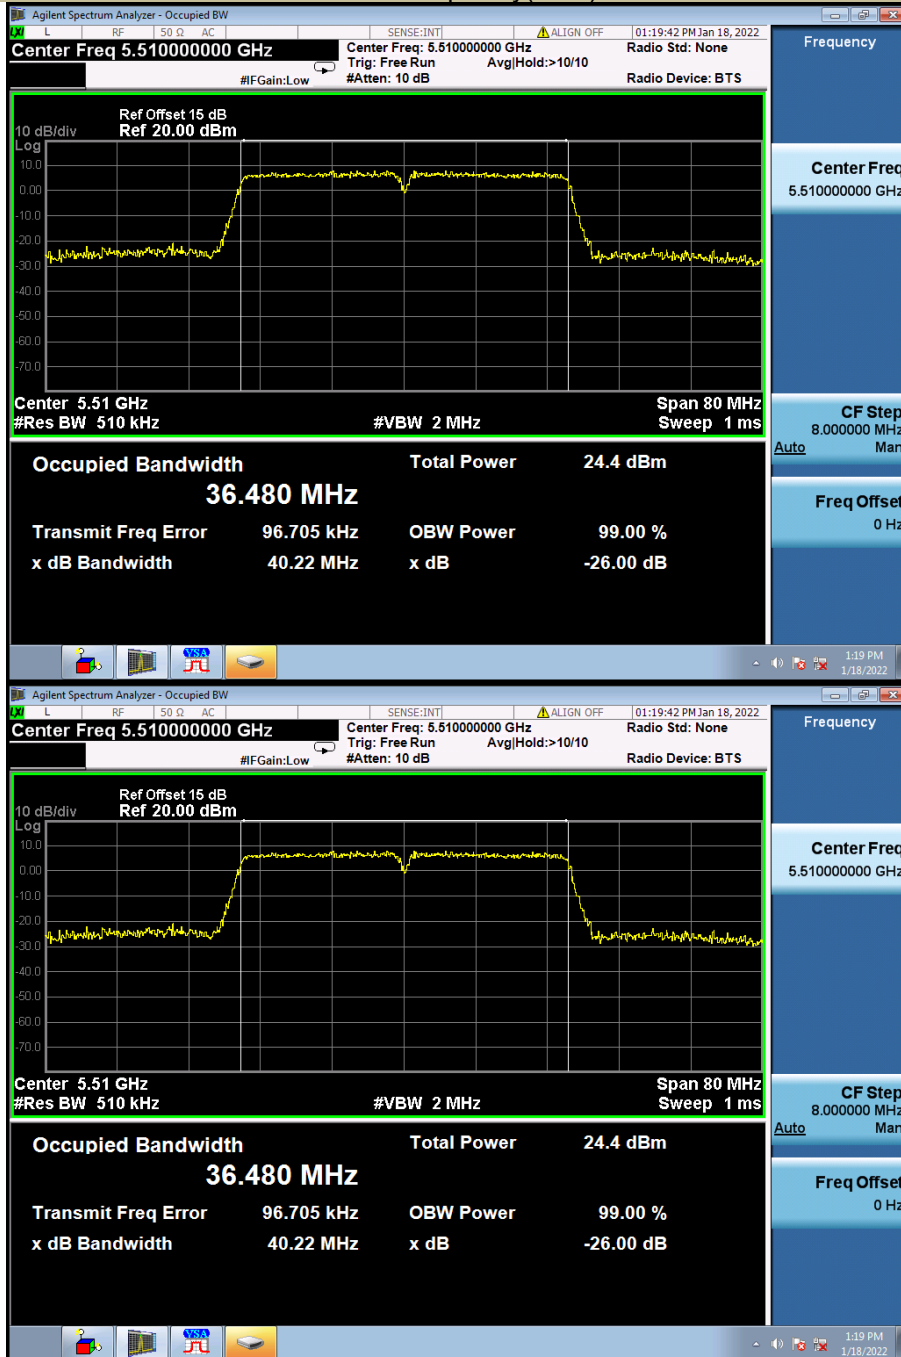 Agilent Spectrum Analyzer - Occupied BW
LXI L RF 50 Ω AC SENSE:INT ALIGN OFF 01:19:42 PM Jan 18, 2022
Center Freq 5.510000000 GHz
Center Freq: 5.510000000 GHz Radio Std: None
Trig: Free Run Avg|Hold:>10/10
#IFGain:Low #Atten: 10 dB Radio Device: BTS
Frequency
Ref Offset 15 dB
10 dB/div Ref 20.00 dBm
Log
10.0
0.00
-10.0
-20.0
-30.0
-40.0
-50.0
-60.0
-70.0
Center 5.51 GHz Span 80 MHz
#Res BW 510 kHz #VBW 2 MHz Sweep 1 ms
Center Freq
5.510000000 GHz
CF Step
8.000000 MHz
Auto Man
Freq Offset
0 Hz
Occupied Bandwidth Total Power 24.4 dBm
36.480 MHz
Transmit Freq Error 96.705 kHz OBW Power 99.00 %
x dB Bandwidth 40.22 MHz x dB -26.00 dB
VSA
1:19 PM
1/18/2022
Agilent Spectrum Analyzer - Occupied BW
LXI L RF 50 Ω AC SENSE:INT ALIGN OFF 01:19:42 PM Jan 18, 2022
Center Freq 5.510000000 GHz
Center Freq: 5.510000000 GHz Radio Std: None
Trig: Free Run Avg|Hold:>10/10
#IFGain:Low #Atten: 10 dB Radio Device: BTS
Frequency
Ref Offset 15 dB
10 dB/div Ref 20.00 dBm
Log
10.0
0.00
-10.0
-20.0
-30.0
-40.0
-50.0
-60.0
-70.0
Center 5.51 GHz Span 80 MHz
#Res BW 510 kHz #VBW 2 MHz Sweep 1 ms
Center Freq
5.510000000 GHz
CF Step
8.000000 MHz
Auto Man
Freq Offset
0 Hz
Occupied Bandwidth Total Power 24.4 dBm
36.480 MHz
Transmit Freq Error 96.705 kHz OBW Power 99.00 %
x dB Bandwidth 40.22 MHz x dB -26.00 dB
VSA
1:19 PM
1/18/2022